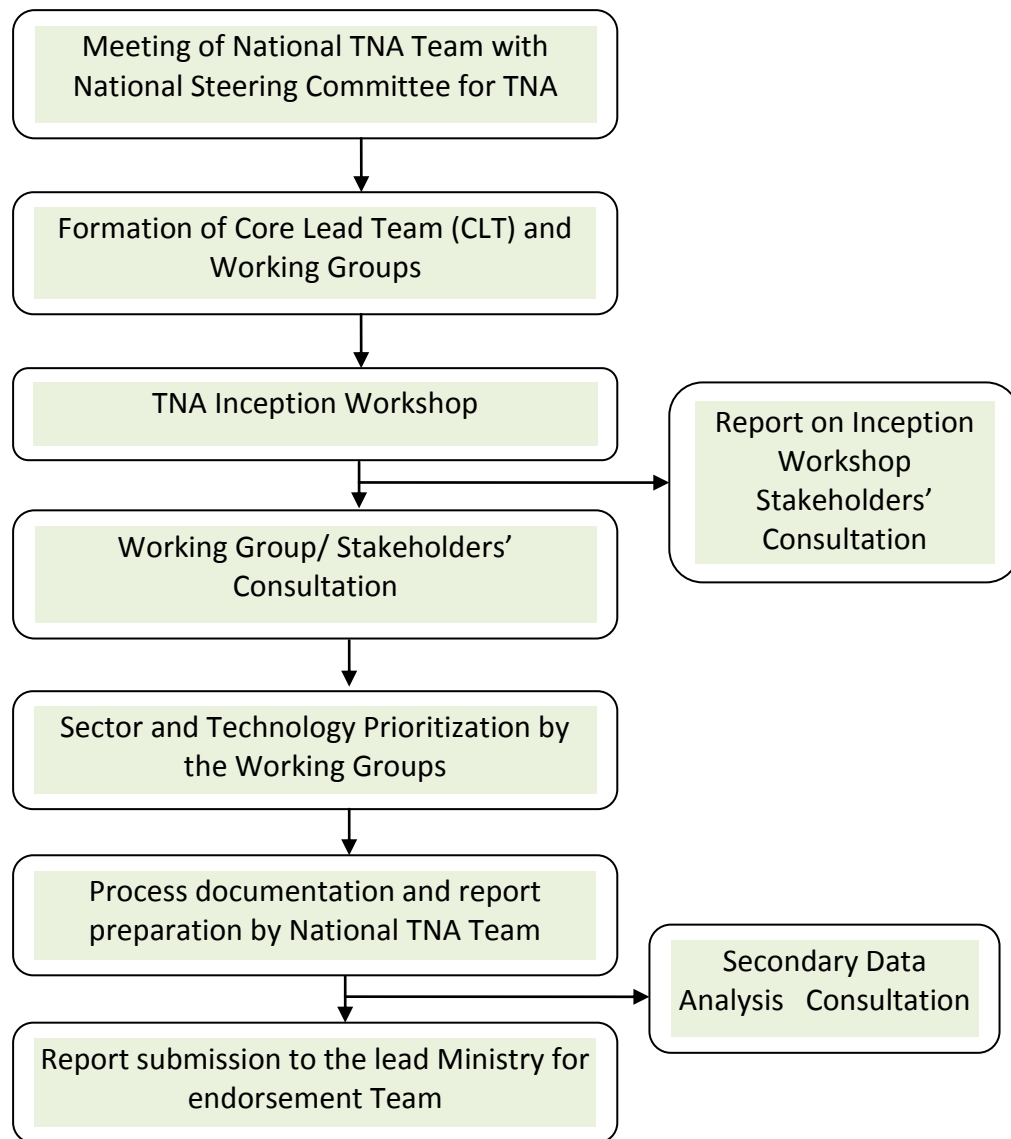 Meeting of National TNA Team with
National Steering Committee for TNA
Formation of Core Lead Team (CLT) and
Working Groups
TNA Inception Workshop
Report on Inception
Workshop
Stakeholders’
Consultation
Working Group/ Stakeholders’
Consultation
Sector and Technology Prioritization by
the Working Groups
Process documentation and report
preparation by National TNA Team
Secondary Data
Analysis Consultation
Report submission to the lead Ministry for
endorsement Team